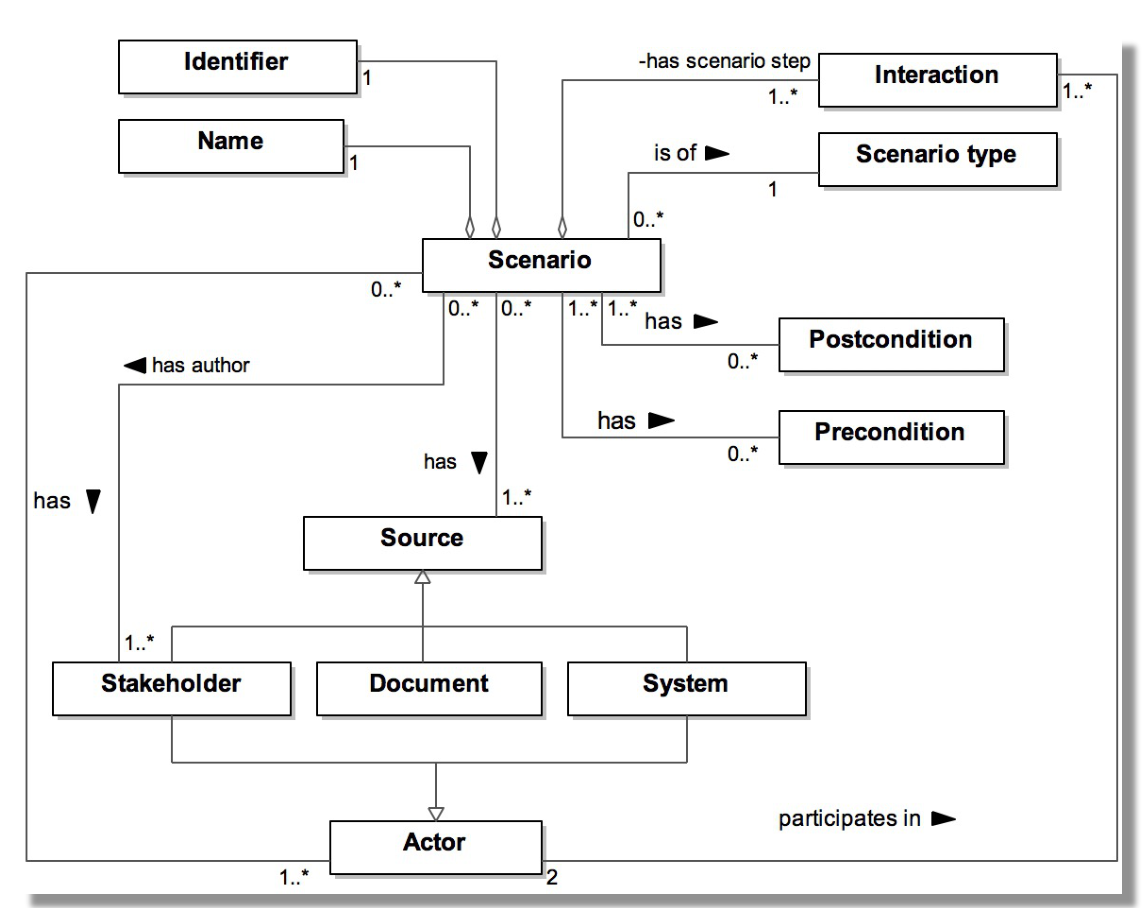 Identifier
1
Name
1
-has scenario step
1..*
Interaction
1..*
is of
1
Scenario type
0..*
Scenario
0..*
0..*
0..*
1..*
1..*
has
0..*
Postcondition
has author
has
0..*
Precondition
has
has
1..*
Source
1..*
Stakeholder
Document
System
participates in
Actor
1..*
2